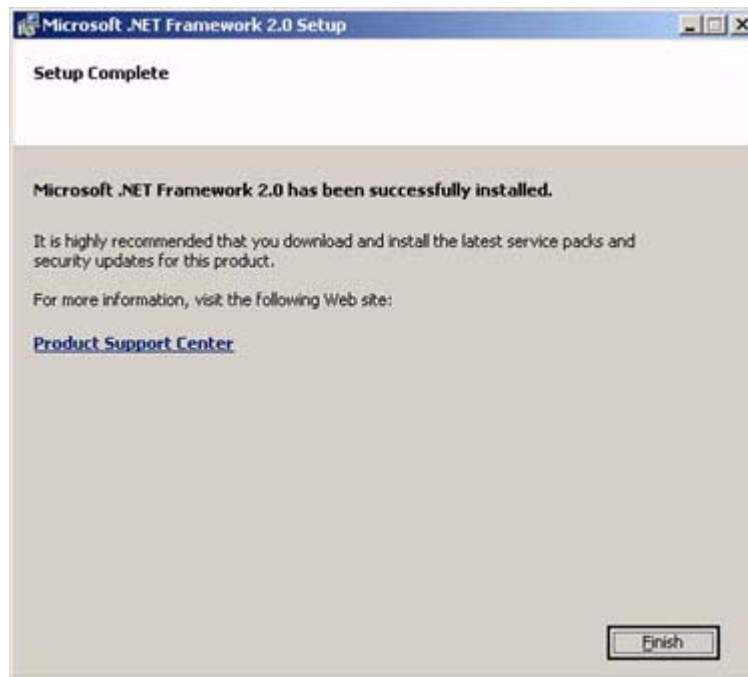 Microsoft .NET Framework 2.0 Setup
Setup Complete
Microsoft .NET Framework 2.0 has been successfully installed.
It is highly recommended that you download and install the latest service packs and
security updates for this product.
For more information, visit the following Web site:
Product Support Center
Finish